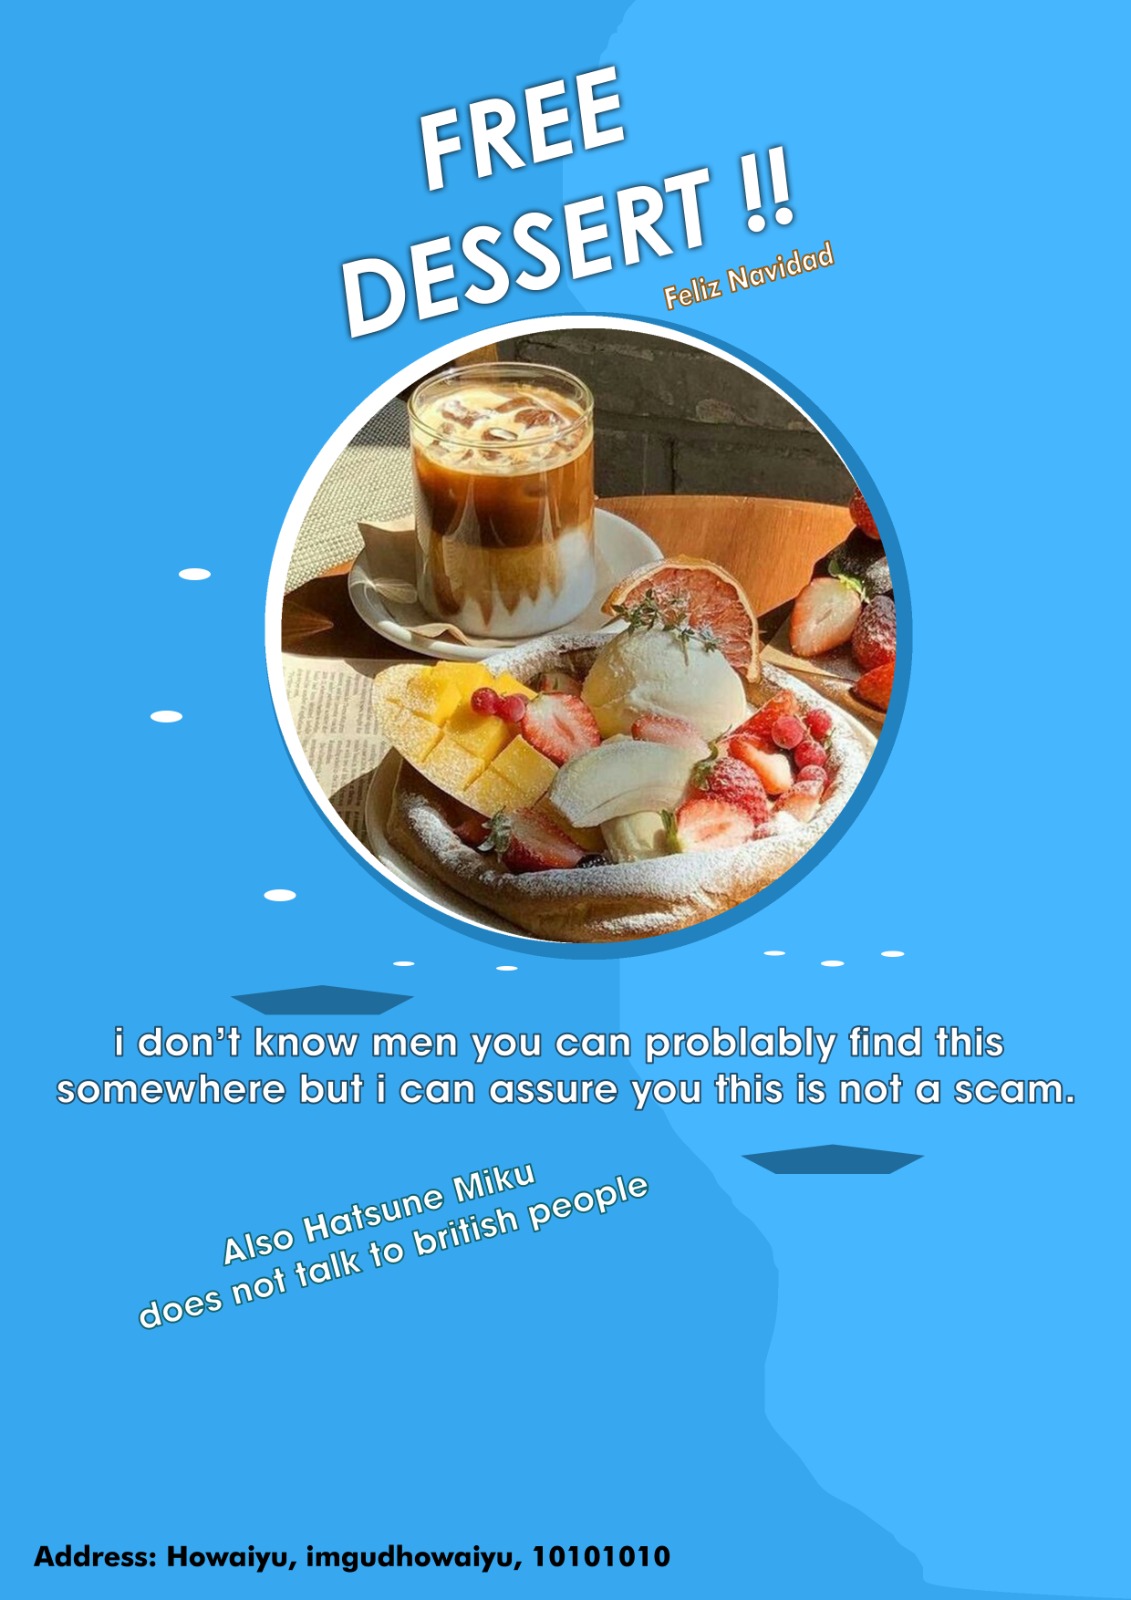 FREE
DESSERT !!
Feliz Navidad
i don't know men you can problably find this
somewhere but i can assure you this is not a scam.
Also Hatsune Miku
does not talk to british people
Address: Howaiyu, imgudhowaiyu, 10101010